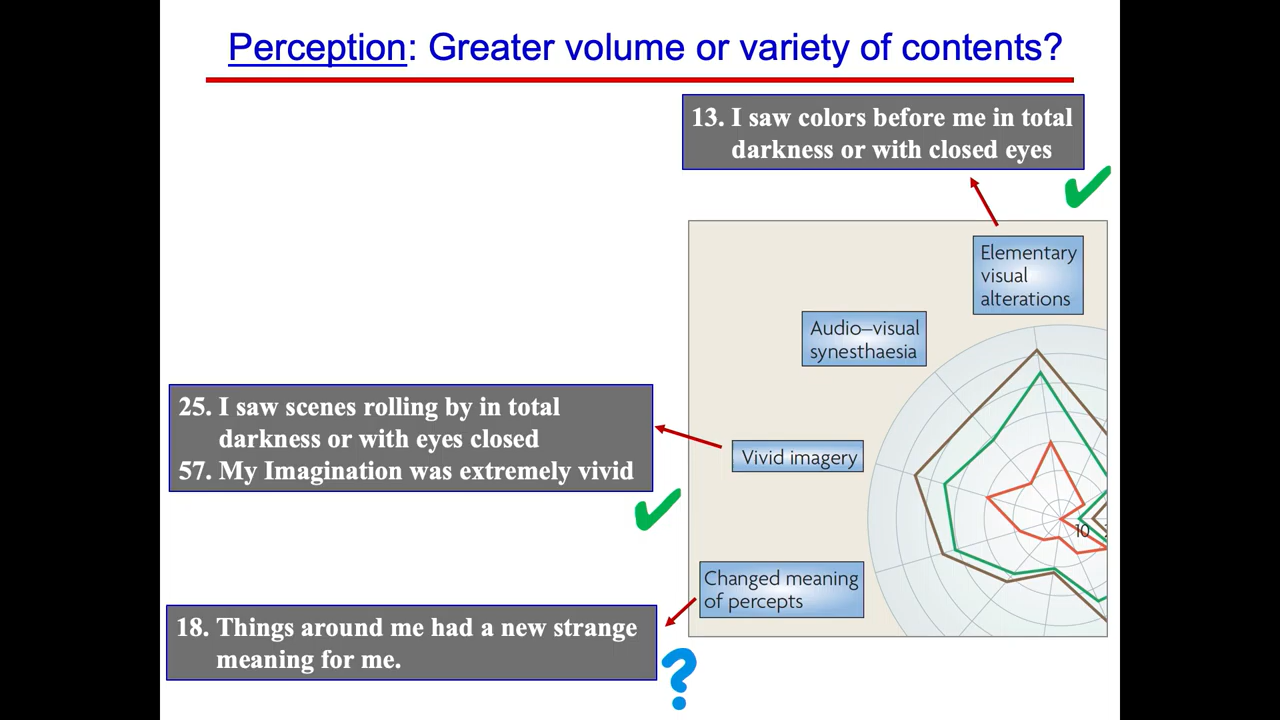 Perception: Greater volume or variety of contents?
13. I saw colors before me in total
darkness or with closed eyes
Elementary
visual
alterations
Audio–visual
synesthaesia
25. I saw scenes rolling by in total
darkness or with eyes closed
57. My Imagination was extremely vivid
Vivid imagery
10
Changed meaning
of percepts
18. Things around me had a new strange
meaning for me.
?